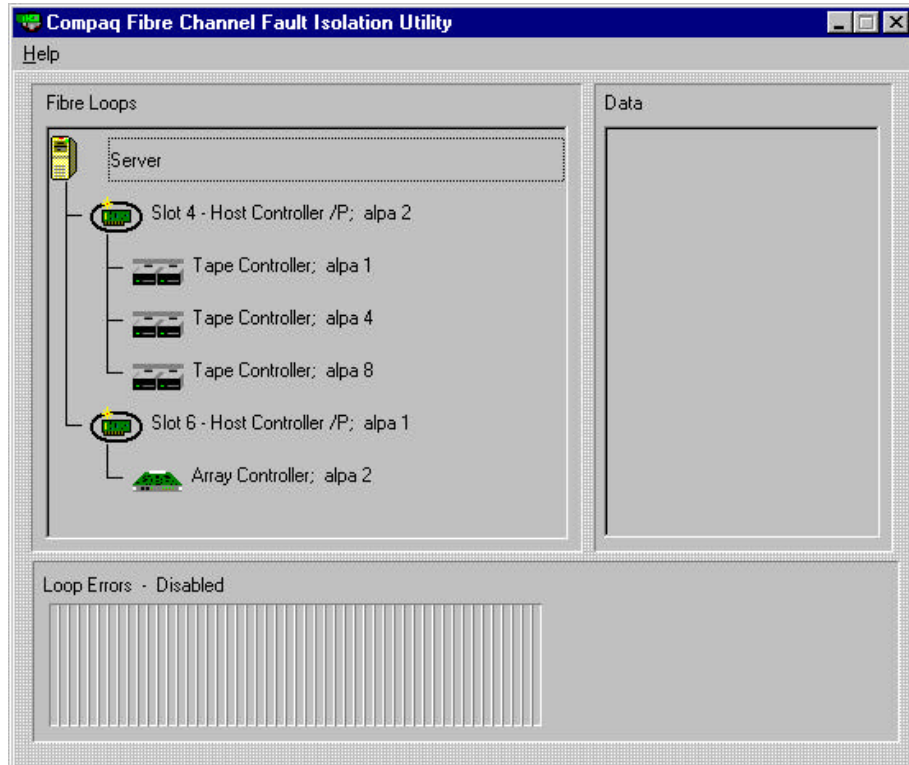 Compaq Fibre Channel Fault Isolation Utility
Help
Fibre Loops
Data
Server
Slot 4 - Host Controller /P;  alpa 2
Tape Controller;  alpa 1
Tape Controller;  alpa 4
Tape Controller;  alpa 8
Slot 6 - Host Controller /P;  alpa 1
Array Controller;  alpa 2
Loop Errors  -  Disabled